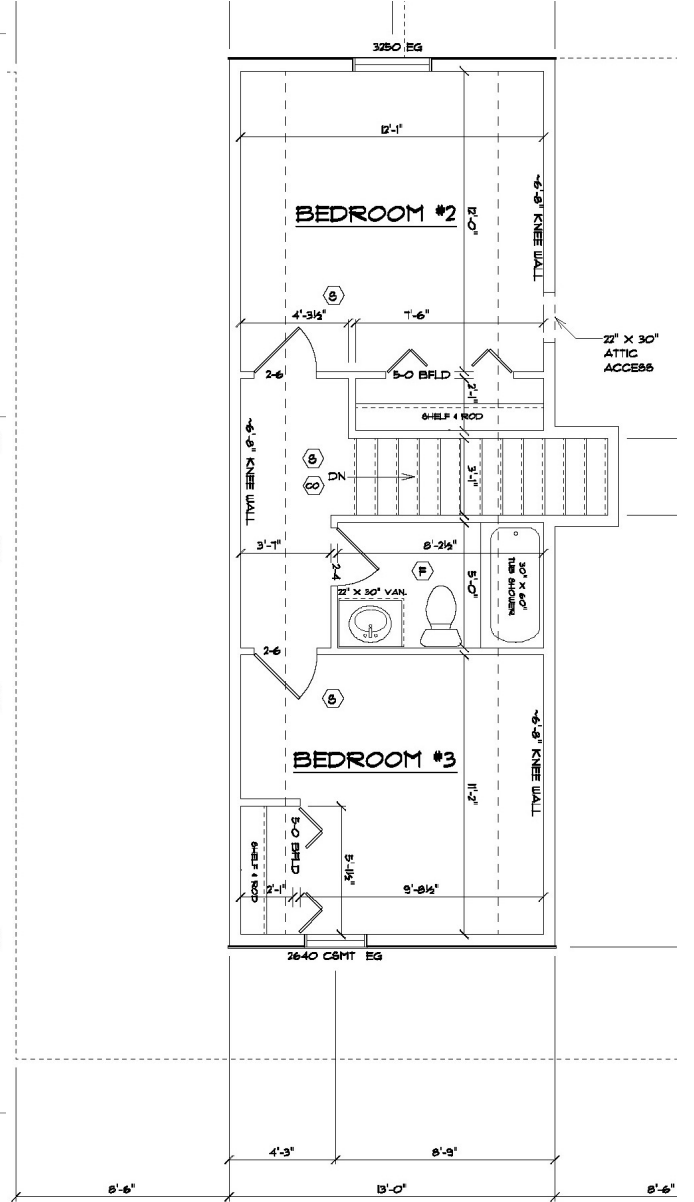 3250 EG
12'-1"
BEDROOM #2
12'-0"
~6'-8" KNEE WALL
S
4'-3½"
7'-6"
22" X 30"
ATTIC
ACCESS
2-6
5-0 BFLD
2'-1"
SHELF & ROD
~6'-8" KNEE WALL
S
CO
DN
3'-1"
3'-7"
8'-2½"
2-4
5'-0"
30" X 60"
TUB SHOWER
22" X 30" VAN.
2-6
S
~6'-8" KNEE WALL
BEDROOM #3
11'-2"
5-0 BFLD
SHELF & ROD
2'-1"
5'-1½"
9'-8½"
2640 CSMT EG
4'-3"
8'-9"
8'-6"
13'-0"
8'-6"